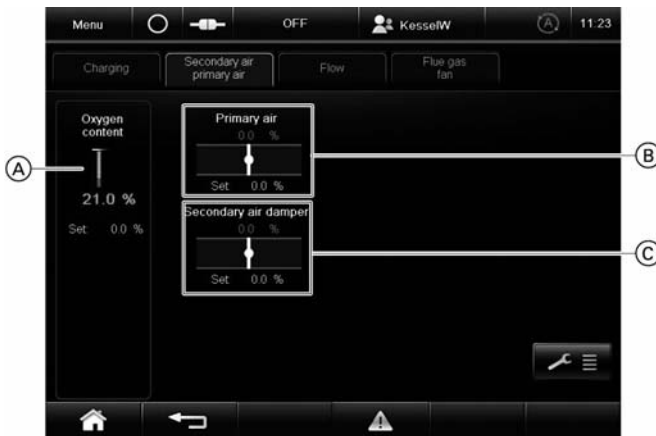 Menu OFF KesselW A 11:23
Charging Secondary air Flow Flue gas
primary air fan
Oxygen
content
A
21.0 %
Set: 0.0 %
Primary air
0.0 %
Set: 0.0 %
B
Secondary air damper
0.0 %
Set: 0.0 %
C